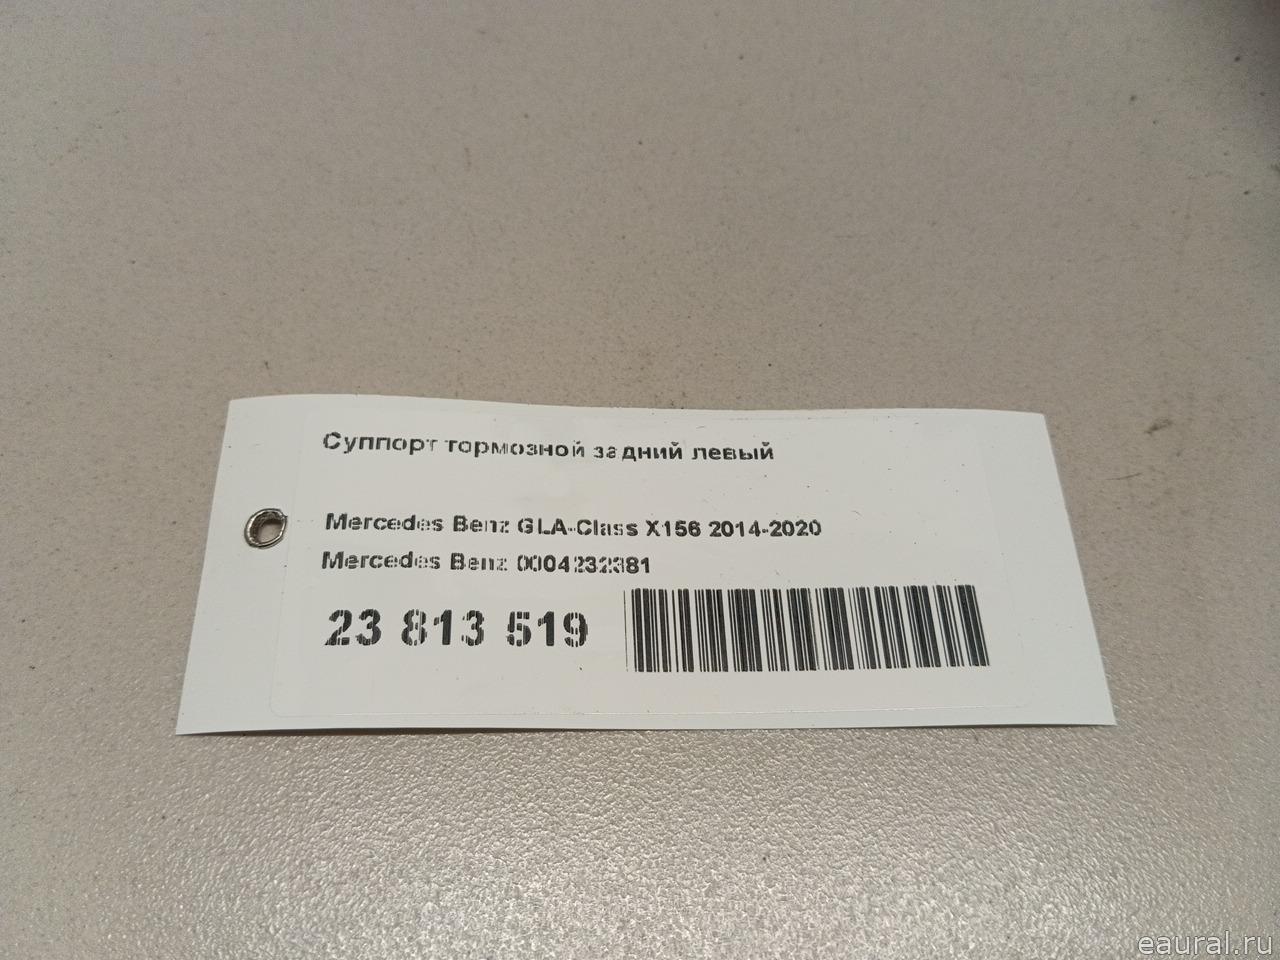 Суппорт тормозной задний левый
Mercedes Benz GLA-Class X156 2014-2020
Mercedes Benz 0004232381
23 813 519
eaural.ru